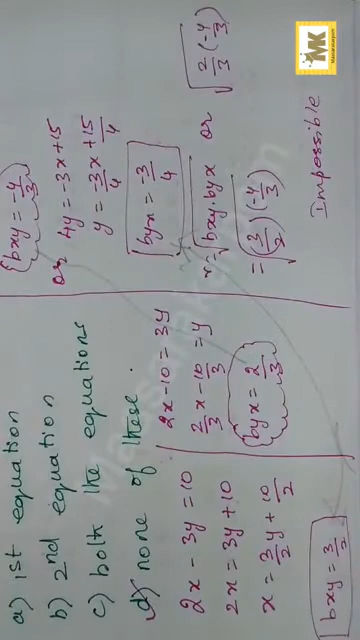 a) 1st equation
b) 2nd equation
c) both the equations
d) none of these.
2x - 3y = 10
2x = 3y + 10
x = 3/2 y + 10/2
bxy = 3/2
2x - 10 = 3y
2/3 x - 10/3 = y
byx = 2/3
bxy = -4/3
or 4y = -3x + 15
y = -3/4 x + 15/4
byx = -3/4
r = √bxy.byx or √2/3(-4/3)
= √(3/2)(-4/3)
Impossible
MK